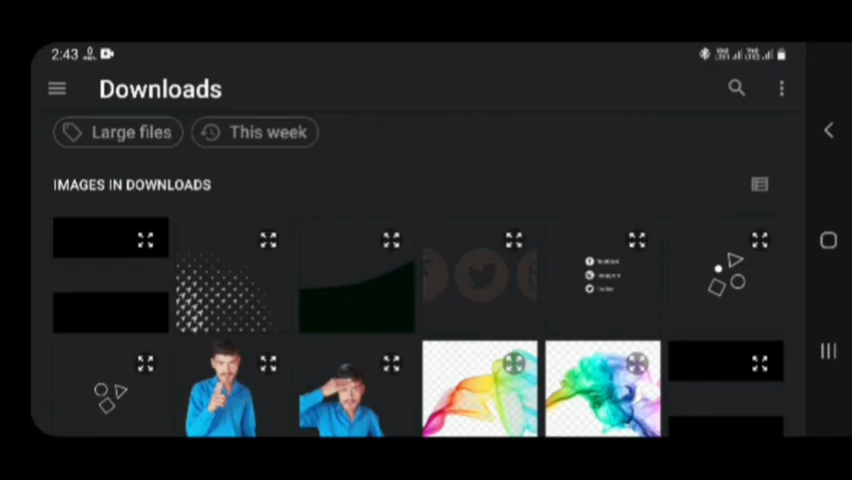 2:43
Downloads
Large files
This week
IMAGES IN DOWNLOADS